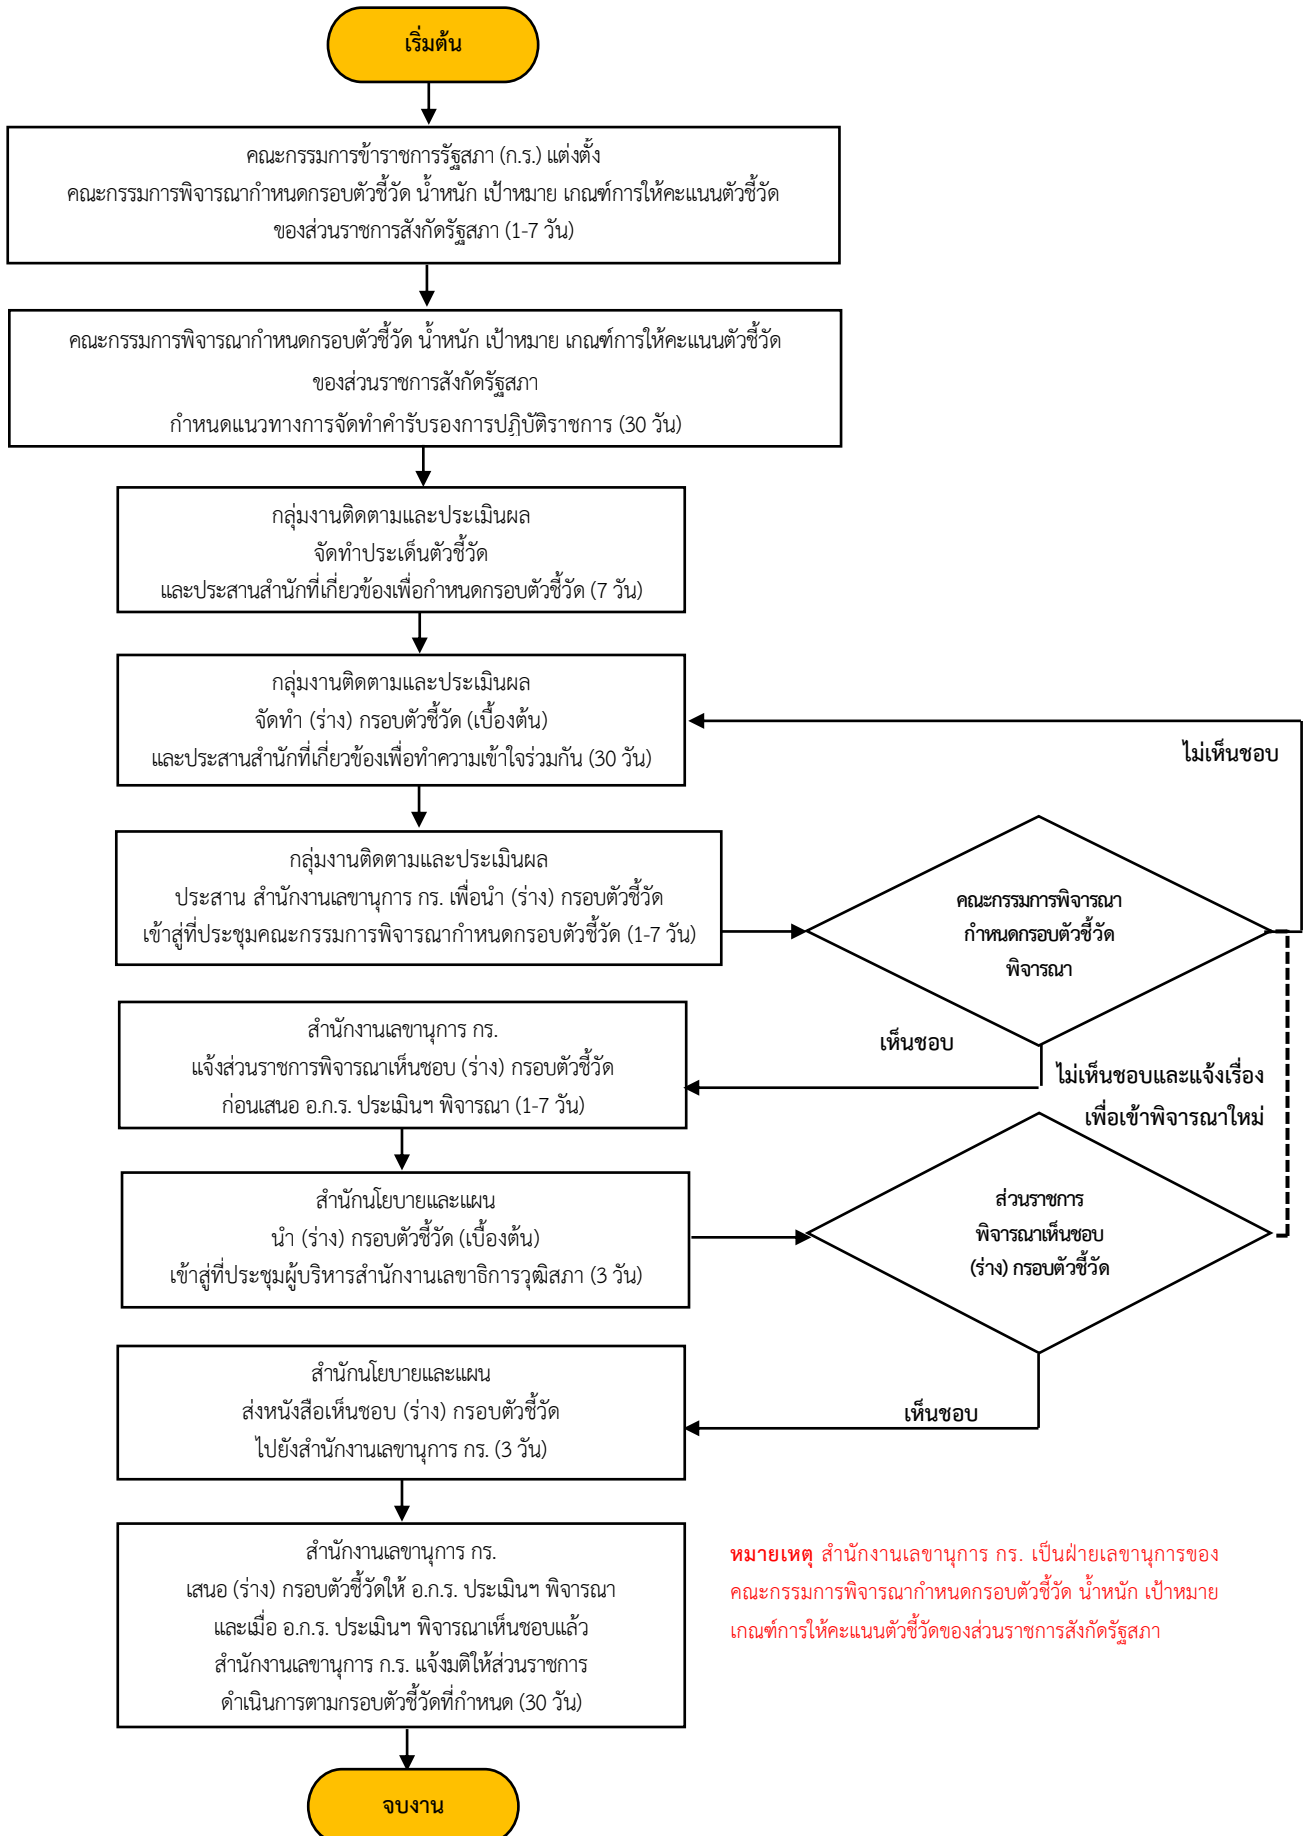 เริ่มต้น
คณะกรรมการข้าราชการรัฐสภา (ก.ร.) แต่งตั้ง
คณะกรรมการพิจารณากำหนดกรอบตัวชี้วัด น้ำหนัก เป้าหมาย เกณฑ์การให้คะแนนตัวชี้วัด
ของส่วนราชการสังกัดรัฐสภา (1-7 วัน)
คณะกรรมการพิจารณากำหนดกรอบตัวชี้วัด น้ำหนัก เป้าหมาย เกณฑ์การให้คะแนนตัวชี้วัด
ของส่วนราชการสังกัดรัฐสภา
กำหนดแนวทางการจัดทำคำรับรองการปฏิบัติราชการ (30 วัน)
กลุ่มงานติดตามและประเมินผล
จัดทำประเด็นตัวชี้วัด
และประสานสำนักที่เกี่ยวข้องเพื่อกำหนดกรอบตัวชี้วัด (7 วัน)
กลุ่มงานติดตามและประเมินผล
จัดทำ (ร่าง) กรอบตัวชี้วัด (เบื้องต้น)
และประสานสำนักที่เกี่ยวข้องเพื่อทำความเข้าใจร่วมกัน (30 วัน)
ไม่เห็นชอบ
กลุ่มงานติดตามและประเมินผล
ประสาน สำนักงานเลขานุการ กร. เพื่อนำ (ร่าง) กรอบตัวชี้วัด
เข้าสู่ที่ประชุมคณะกรรมการพิจารณากำหนดกรอบตัวชี้วัด (1-7 วัน)
คณะกรรมการพิจารณา
กำหนดกรอบตัวชี้วัด
พิจารณา
เห็นชอบ
สำนักงานเลขานุการ กร.
แจ้งส่วนราชการพิจารณาเห็นชอบ (ร่าง) กรอบตัวชี้วัด
ก่อนเสนอ อ.ก.ร. ประเมินฯ พิจารณา (1-7 วัน)
ไม่เห็นชอบและแจ้งเรื่อง
เพื่อเข้าพิจารณาใหม่
สำนักนโยบายและแผน
นำ (ร่าง) กรอบตัวชี้วัด (เบื้องต้น)
เข้าสู่ที่ประชุมผู้บริหารสำนักงานเลขาธิการวุฒิสภา (3 วัน)
ส่วนราชการ
พิจารณาเห็นชอบ
(ร่าง) กรอบตัวชี้วัด
สำนักนโยบายและแผน
ส่งหนังสือเห็นชอบ (ร่าง) กรอบตัวชี้วัด
ไปยังสำนักงานเลขานุการ กร. (3 วัน)
เห็นชอบ
สำนักงานเลขานุการ กร.
เสนอ (ร่าง) กรอบตัวชี้วัดให้ อ.ก.ร. ประเมินฯ พิจารณา
และเมื่อ อ.ก.ร. ประเมินฯ พิจารณาเห็นชอบแล้ว
สำนักงานเลขานุการ ก.ร. แจ้งมติให้ส่วนราชการ
ดำเนินการตามกรอบตัวชี้วัดที่กำหนด (30 วัน)
หมายเหตุ สำนักงานเลขานุการ กร. เป็นฝ่ายเลขานุการของ
คณะกรรมการพิจารณากำหนดกรอบตัวชี้วัด น้ำหนัก เป้าหมาย
เกณฑ์การให้คะแนนตัวชี้วัดของส่วนราชการสังกัดรัฐสภา
จบงาน